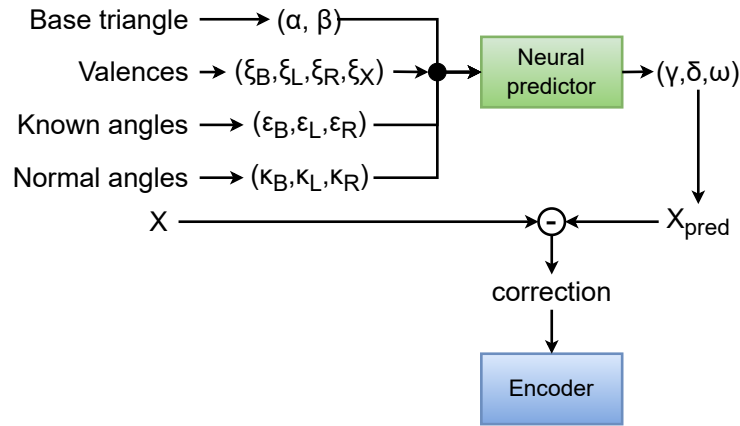 Base triangle (α, β)
Valences (ξB,ξL,ξR,ξX)
Neural predictor
(γ,δ,ω)
Known angles (εB,εL,εR)
Normal angles (κB,κL,κR)
X - Xpred
correction
Encoder